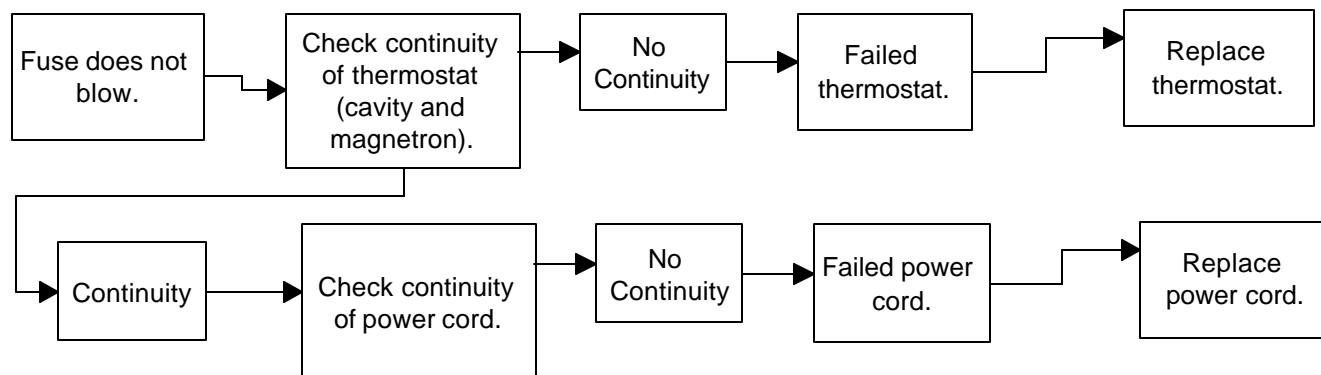 Fuse does not
blow.
Check continuity
of thermostat
(cavity and
magnetron).
No
Continuity
Failed
thermostat.
Replace
thermostat.
Continuity
Check continuity
of power cord.
No
Continuity
Failed power
cord.
Replace
power cord.